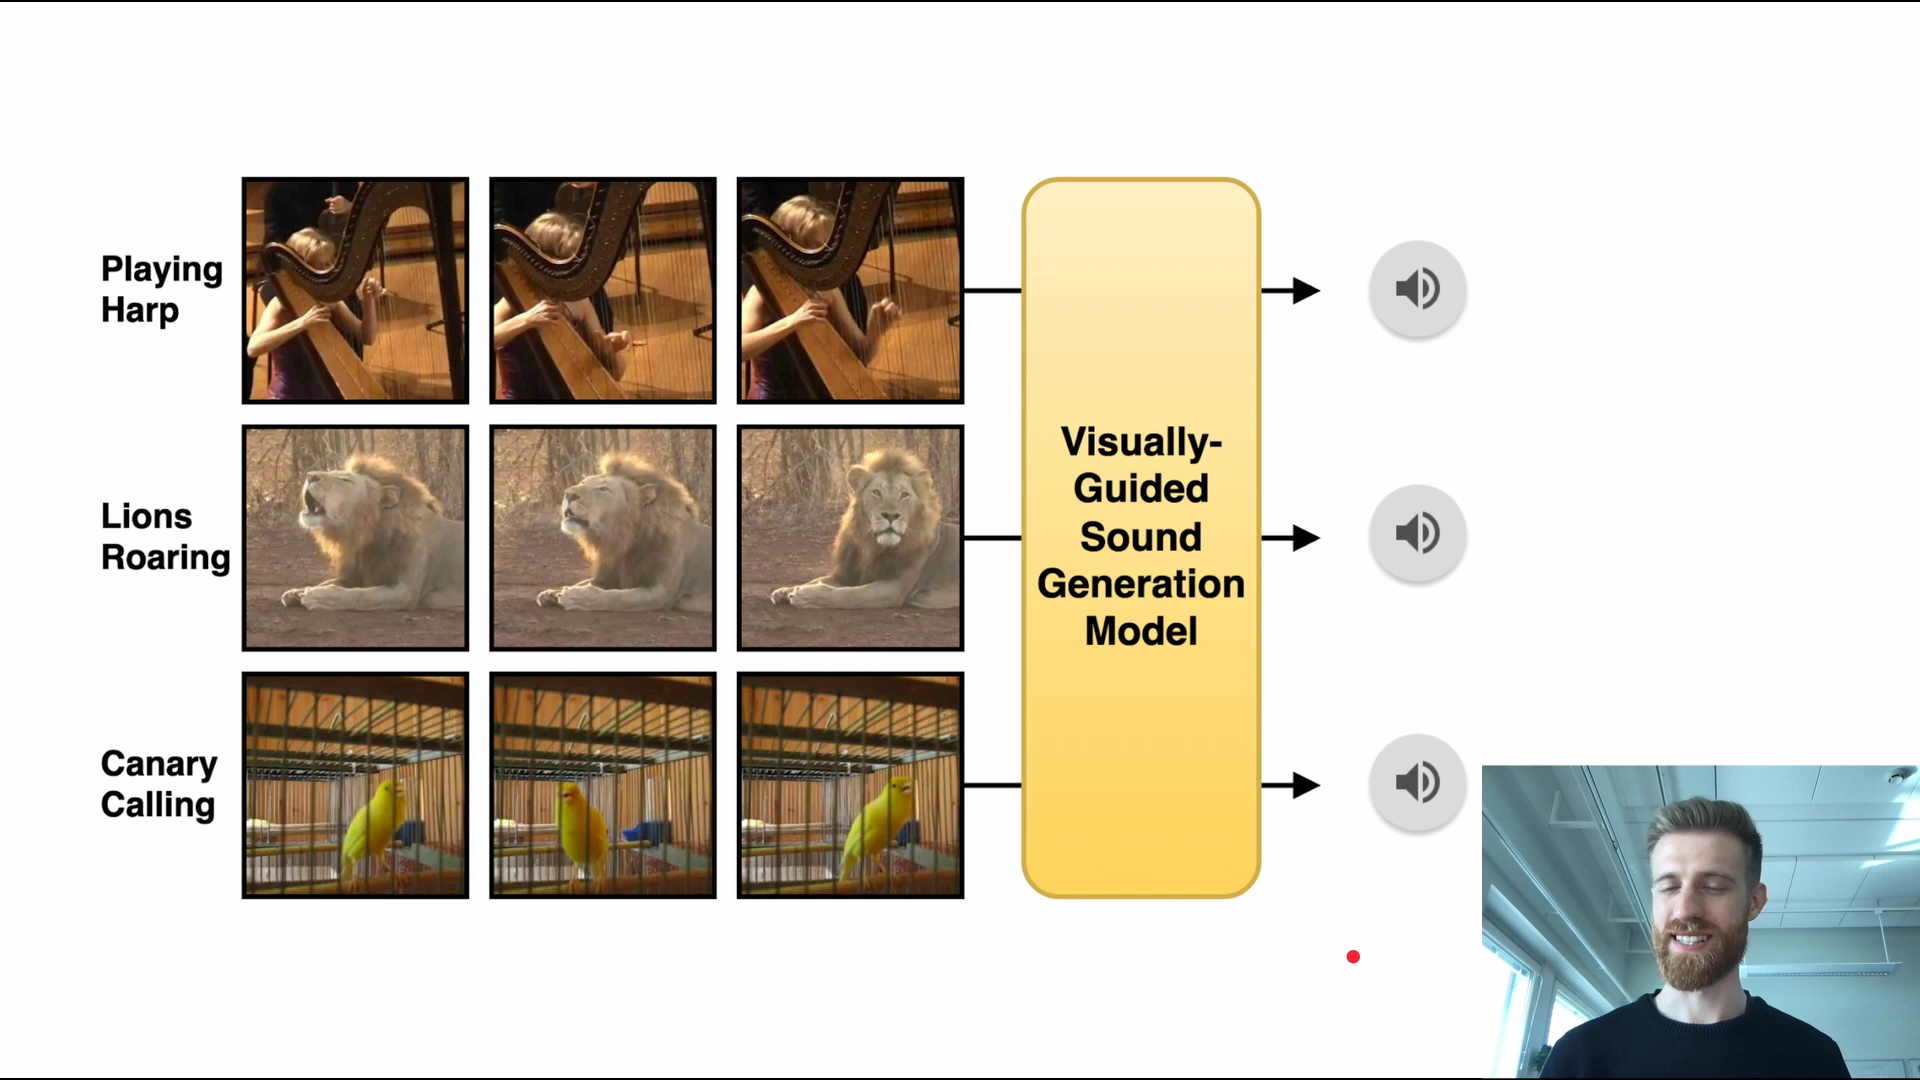 Playing
Harp
Lions
Roaring
Canary
Calling
Visually-
Guided
Sound
Generation
Model